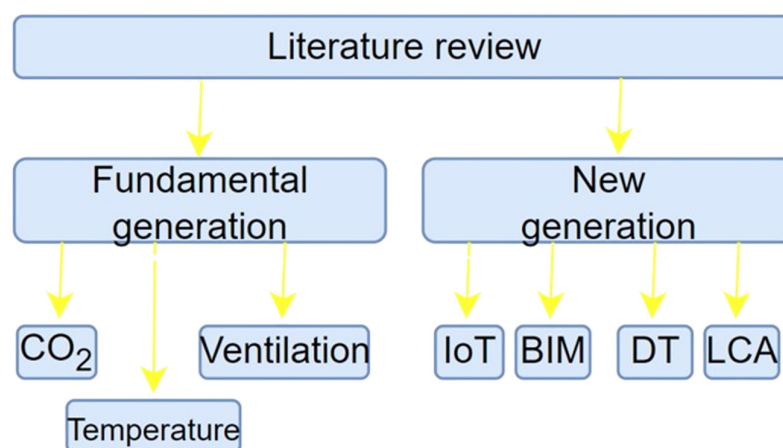 Literature review
Fundamental
generation
New
generation
CO₂
Ventilation
IoT
BIM
DT
LCA
Temperature